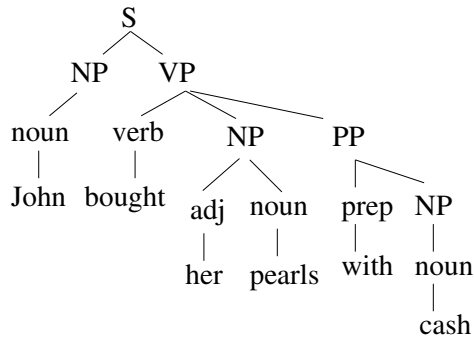 S
NP VP
noun verb NP PP
John bought adj noun prep NP
her pearls with noun
cash